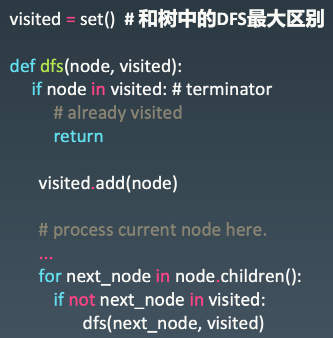 visited = set() # 和树中的DFS最大区别
def dfs(node, visited):
    if node in visited: # terminator
        # already visited
        return
    visited.add(node)
    # process current node here.
    ...
    for next_node in node.children():
        if not next_node in visited:
            dfs(next_node, visited)